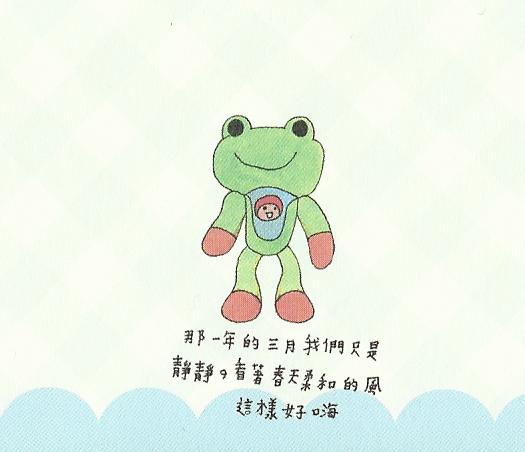 那一年的三月我們只是
靜靜ㄉ看著春天柔和的風
這樣好嗨